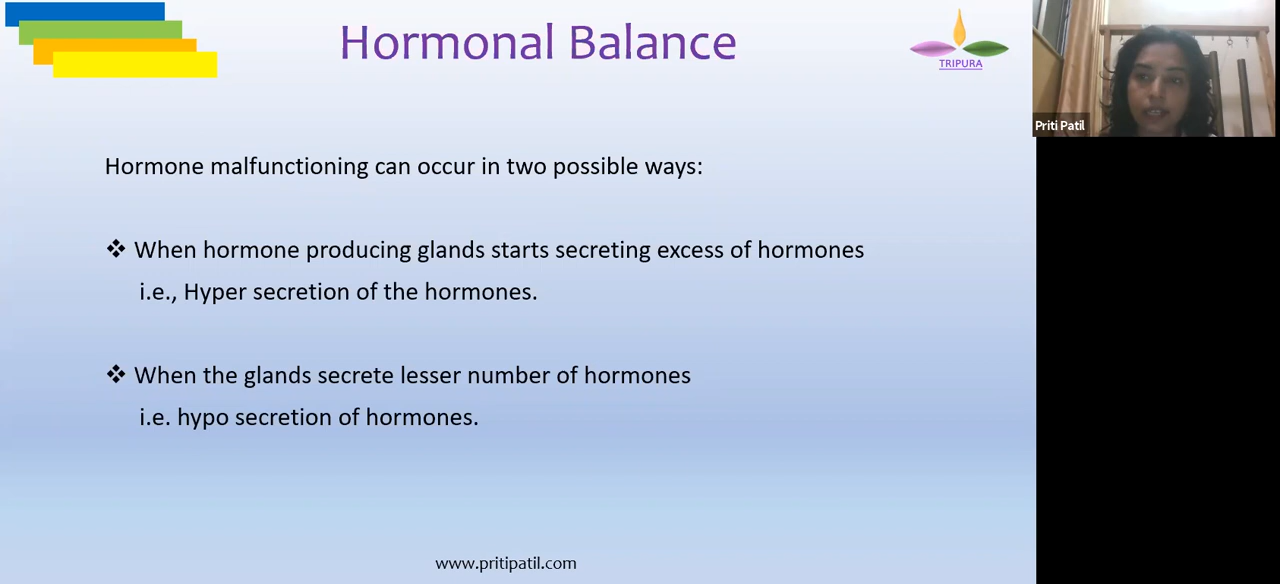 Hormonal Balance
TRIPURA
Priti Patil
Hormone malfunctioning can occur in two possible ways:
❖ When hormone producing glands starts secreting excess of hormones
i.e., Hyper secretion of the hormones.
❖ When the glands secrete lesser number of hormones
i.e. hypo secretion of hormones.
www.pritipatil.com